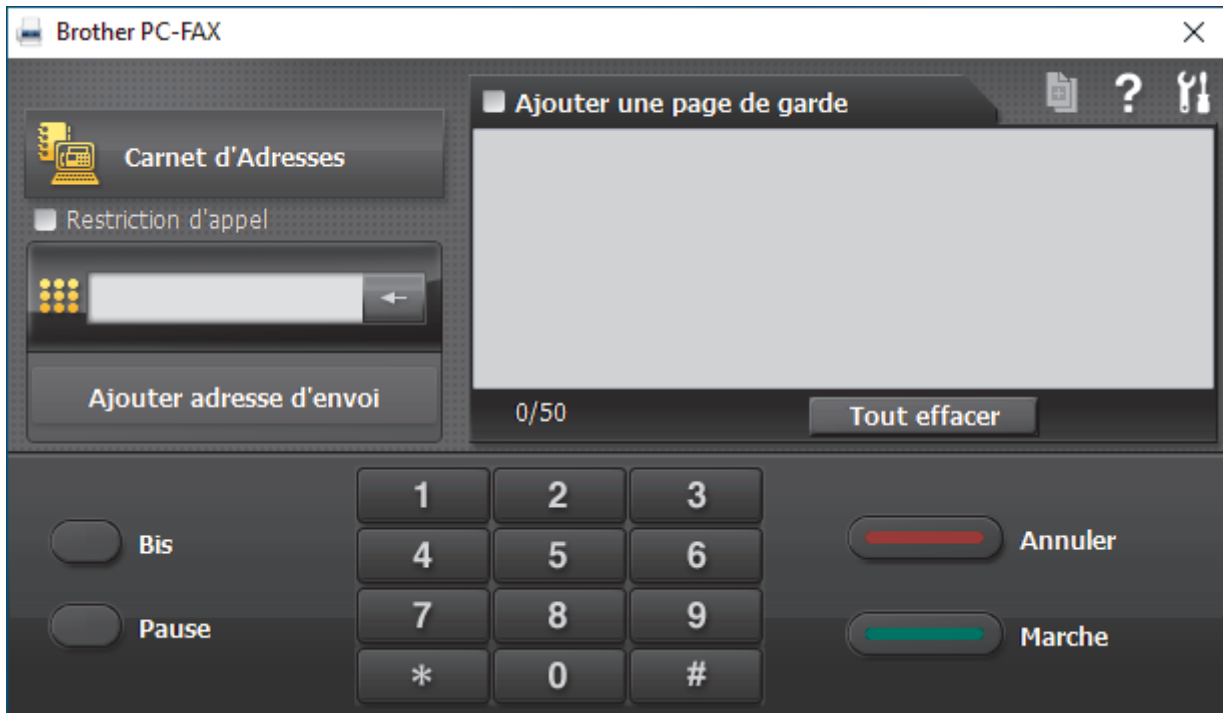 Brother PC-FAX
Ajouter une page de garde
?
Carnet d'Adresses
Restriction d'appel
Ajouter adresse d'envoi
0/50
Tout effacer
1 2 3
4 5 6
7 8 9
* 0 #
Bis
Pause
Annuler
Marche